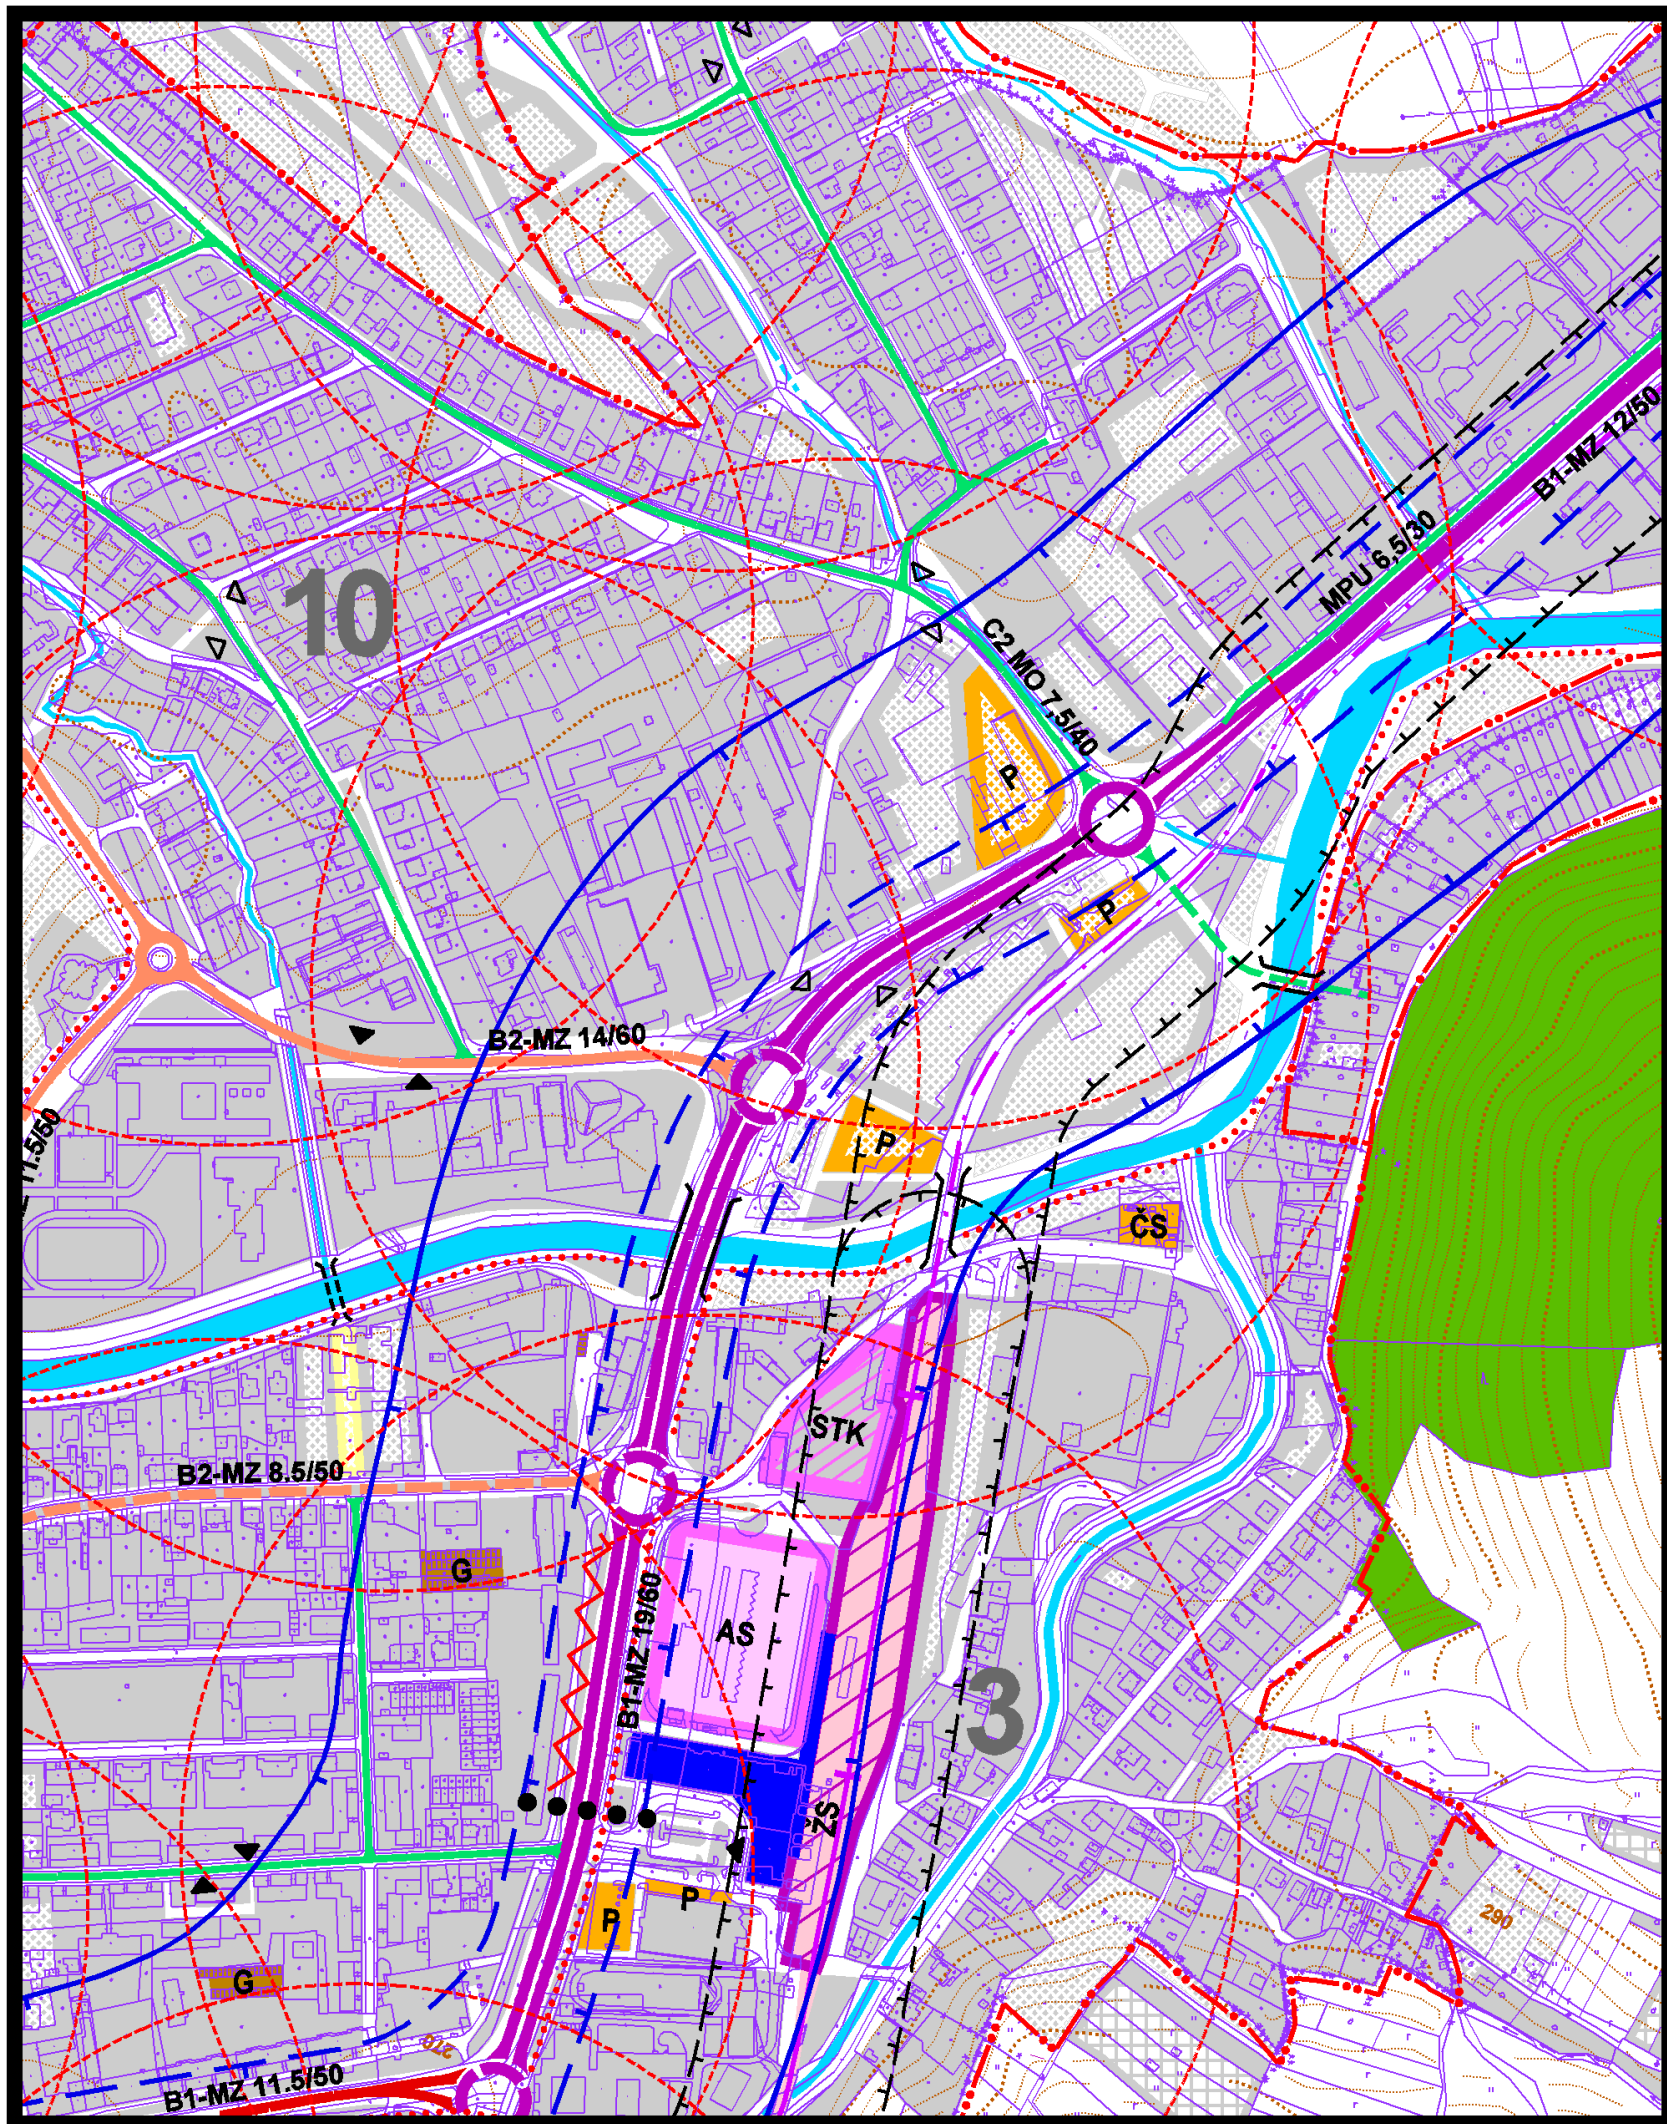 B1-MZ 12/50
MPU 6,5/30
10
C2 MO 7,5/40
P
P
B2-MZ 14/60
11.5/50
P
ČS
STK
B2-MZ 8.5/50
G
B1-MZ 19/60
AS
3
ŽS
P
P
290
G
270
B1-MZ 11.5/50